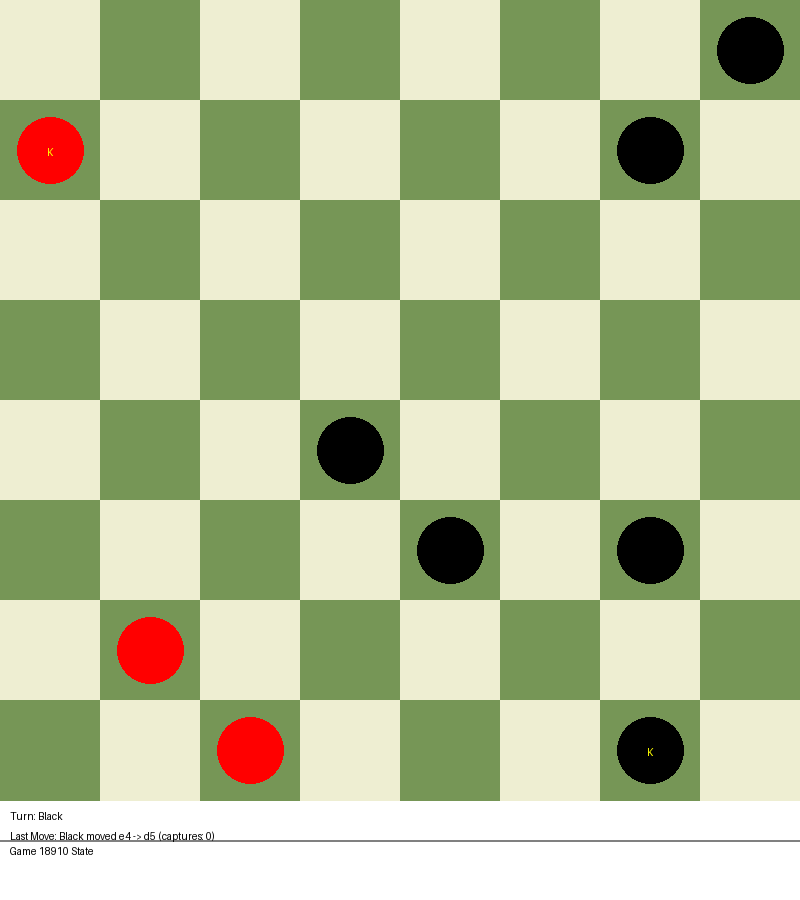 K
K
Turn: Black
Last Move: Black moved e4 -> d5 (captures: 0)
Game 18910 State